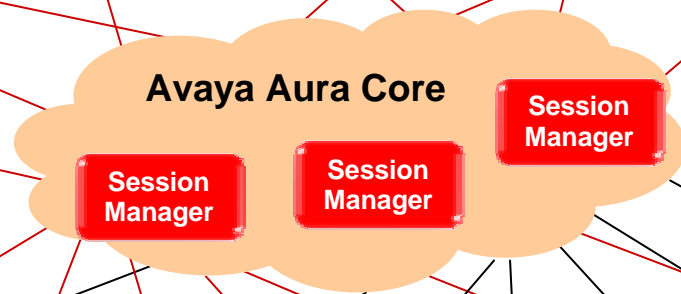 Avaya Aura Core
Session
Manager
Session
Manager
Session
Manager